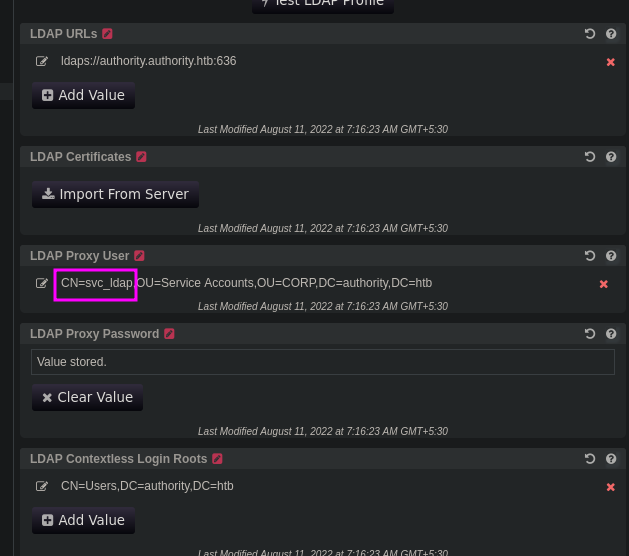 Test LDAP Profile
LDAP URLs
ldaps://authority.authority.htb:636
Add Value
Last Modified August 11, 2022 at 7:16:23 AM GMT+5:30
LDAP Certificates
Import From Server
Last Modified August 11, 2022 at 7:16:23 AM GMT+5:30
LDAP Proxy User
CN=svc_ldap,OU=Service Accounts,OU=CORP,DC=authority,DC=htb
Last Modified August 11, 2022 at 7:16:23 AM GMT+5:30
LDAP Proxy Password
Value stored.
Clear Value
Last Modified August 11, 2022 at 7:16:23 AM GMT+5:30
LDAP Contextless Login Roots
CN=Users,DC=authority,DC=htb
Add Value
Last Modified August 11, 2022 at 7:16:23 AM GMT+5:30